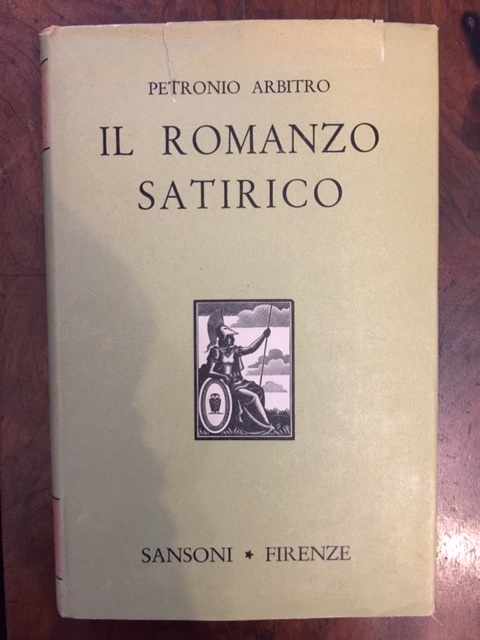 PETRONIO ARBITRO
IL ROMANZO
SATIRICO
SANSONI ★ FIRENZE